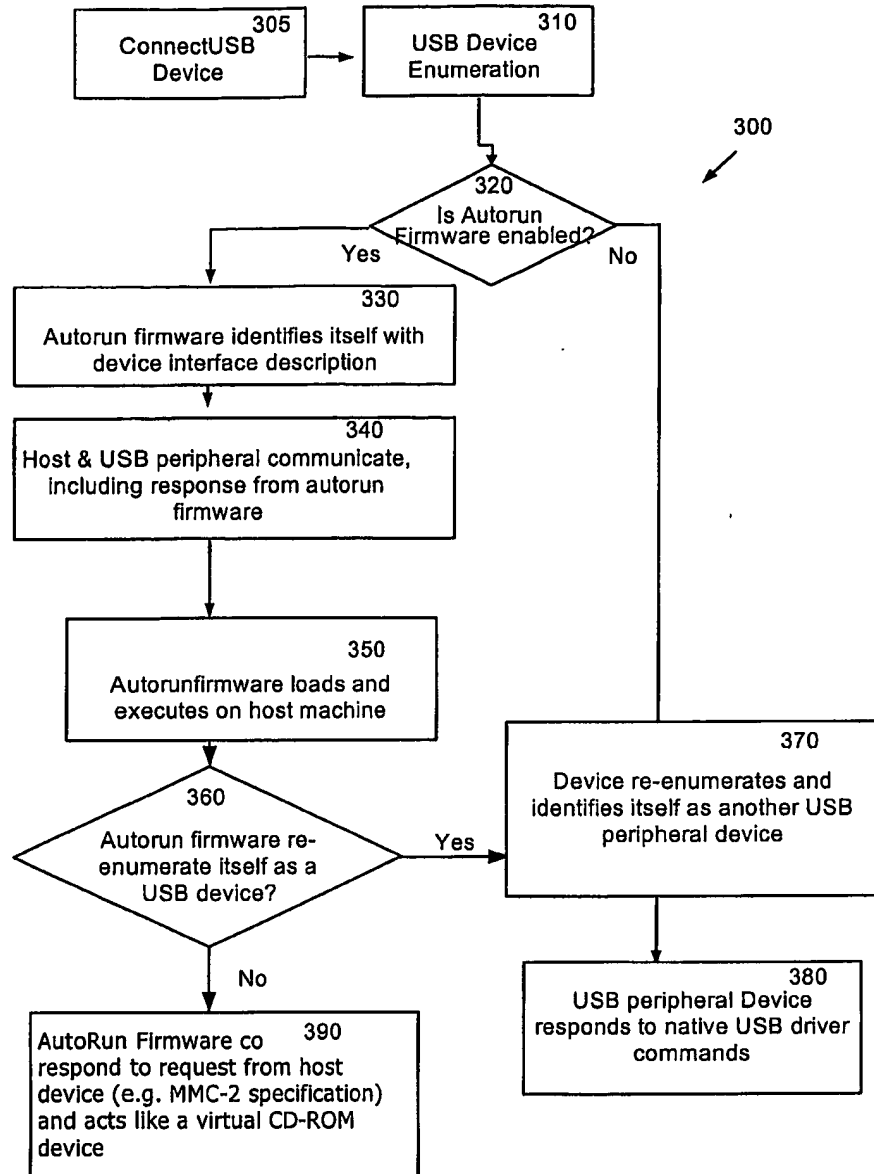 305
ConnectUSB
Device
310
USB Device
Enumeration
300
320
Is Autorun
Firmware enabled?
Yes
No
330
Autorun firmware identifies itself with
device interface description
340
Host & USB peripheral communicate,
including response from autorun
firmware
350
Autorunfirmware loads and
executes on host machine
360
Autorun firmware re-
enumerate itself as a
USB device?
Yes
No
370
Device re-enumerates and
identifies itself as another USB
peripheral device
380
USB peripheral Device
responds to native USB driver
commands
AutoRun Firmware co 390
respond to request from host
device (e.g. MMC-2 specification)
and acts like a virtual CD-ROM
device